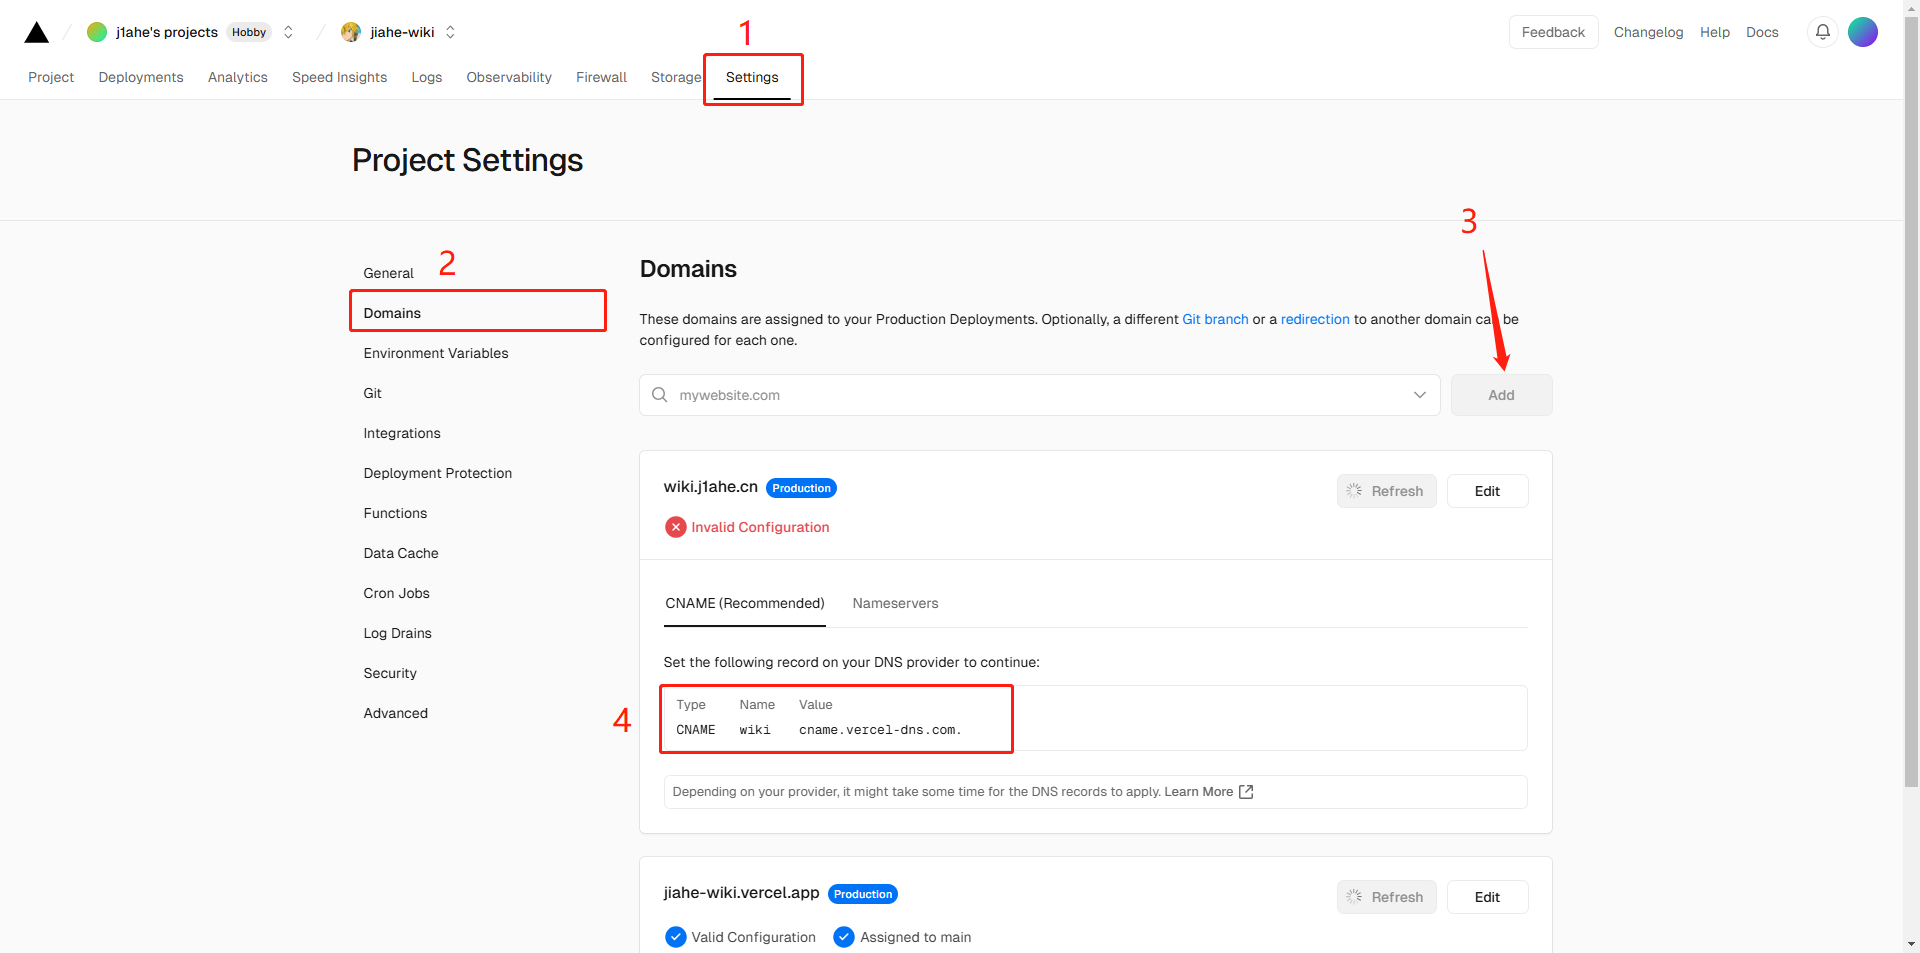 j1ahe's projects Hobby jiahe-wiki 1 Feedback Changelog Help Docs
Project Deployments Analytics Speed Insights Logs Observability Firewall Storage Settings
Project Settings
3
2
General
Domains
Environment Variables
Git
Integrations
Deployment Protection
Functions
Data Cache
Cron Jobs
Log Drains
Security
Advanced
Domains
These domains are assigned to your Production Deployments. Optionally, a different Git branch or a redirection to another domain can be
configured for each one.
mywebsite.com Add
wiki.j1ahe.cn Production Refresh Edit
Invalid Configuration
CNAME (Recommended) Nameservers
Set the following record on your DNS provider to continue:
4
Type Name Value
CNAME wiki cname.vercel-dns.com.
Depending on your provider, it might take some time for the DNS records to apply. Learn More
jiahe-wiki.vercel.app Production Refresh Edit
Valid Configuration Assigned to main